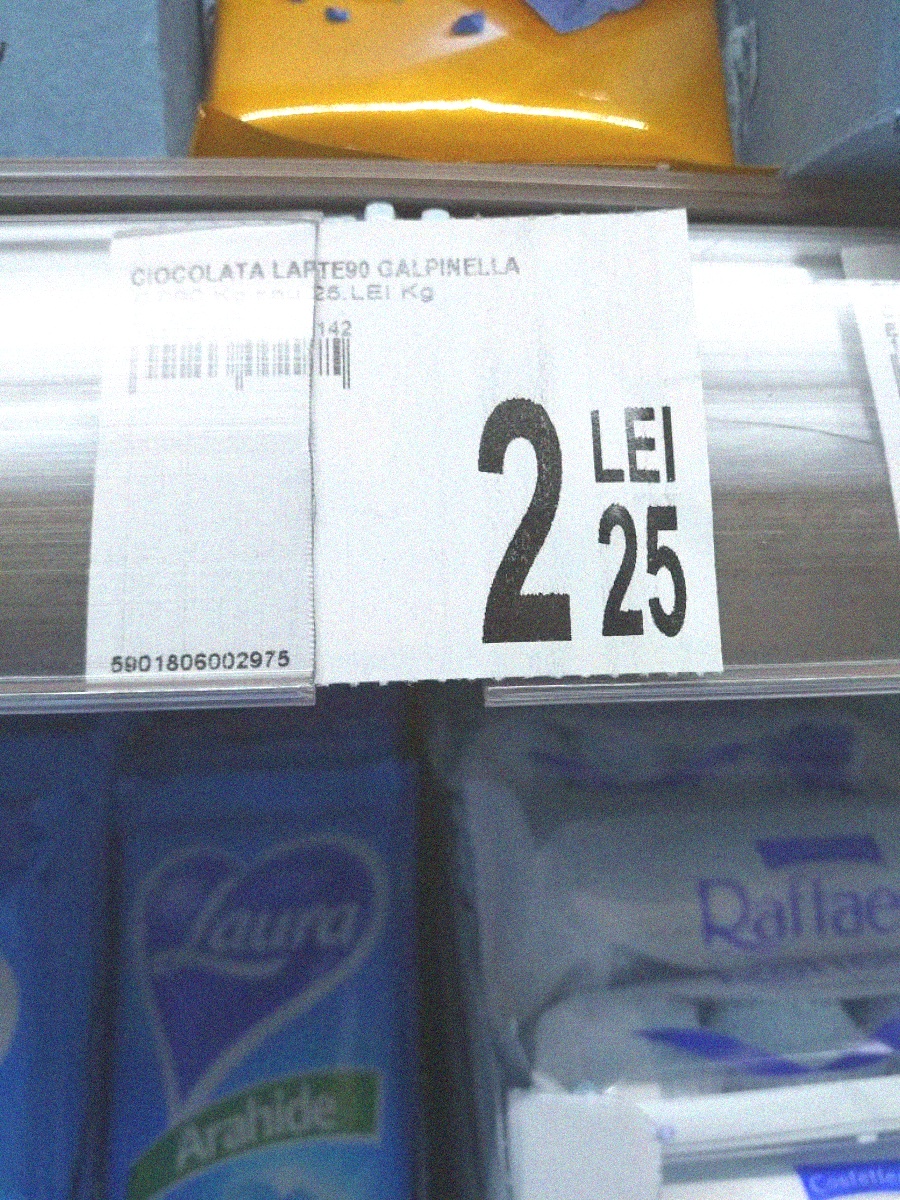 CIOCOLATA LAPTE90 GALPINELLA
25.LEI Kg
142
2 LEI
25
5901806002975
Laura
Arahide
Raffae